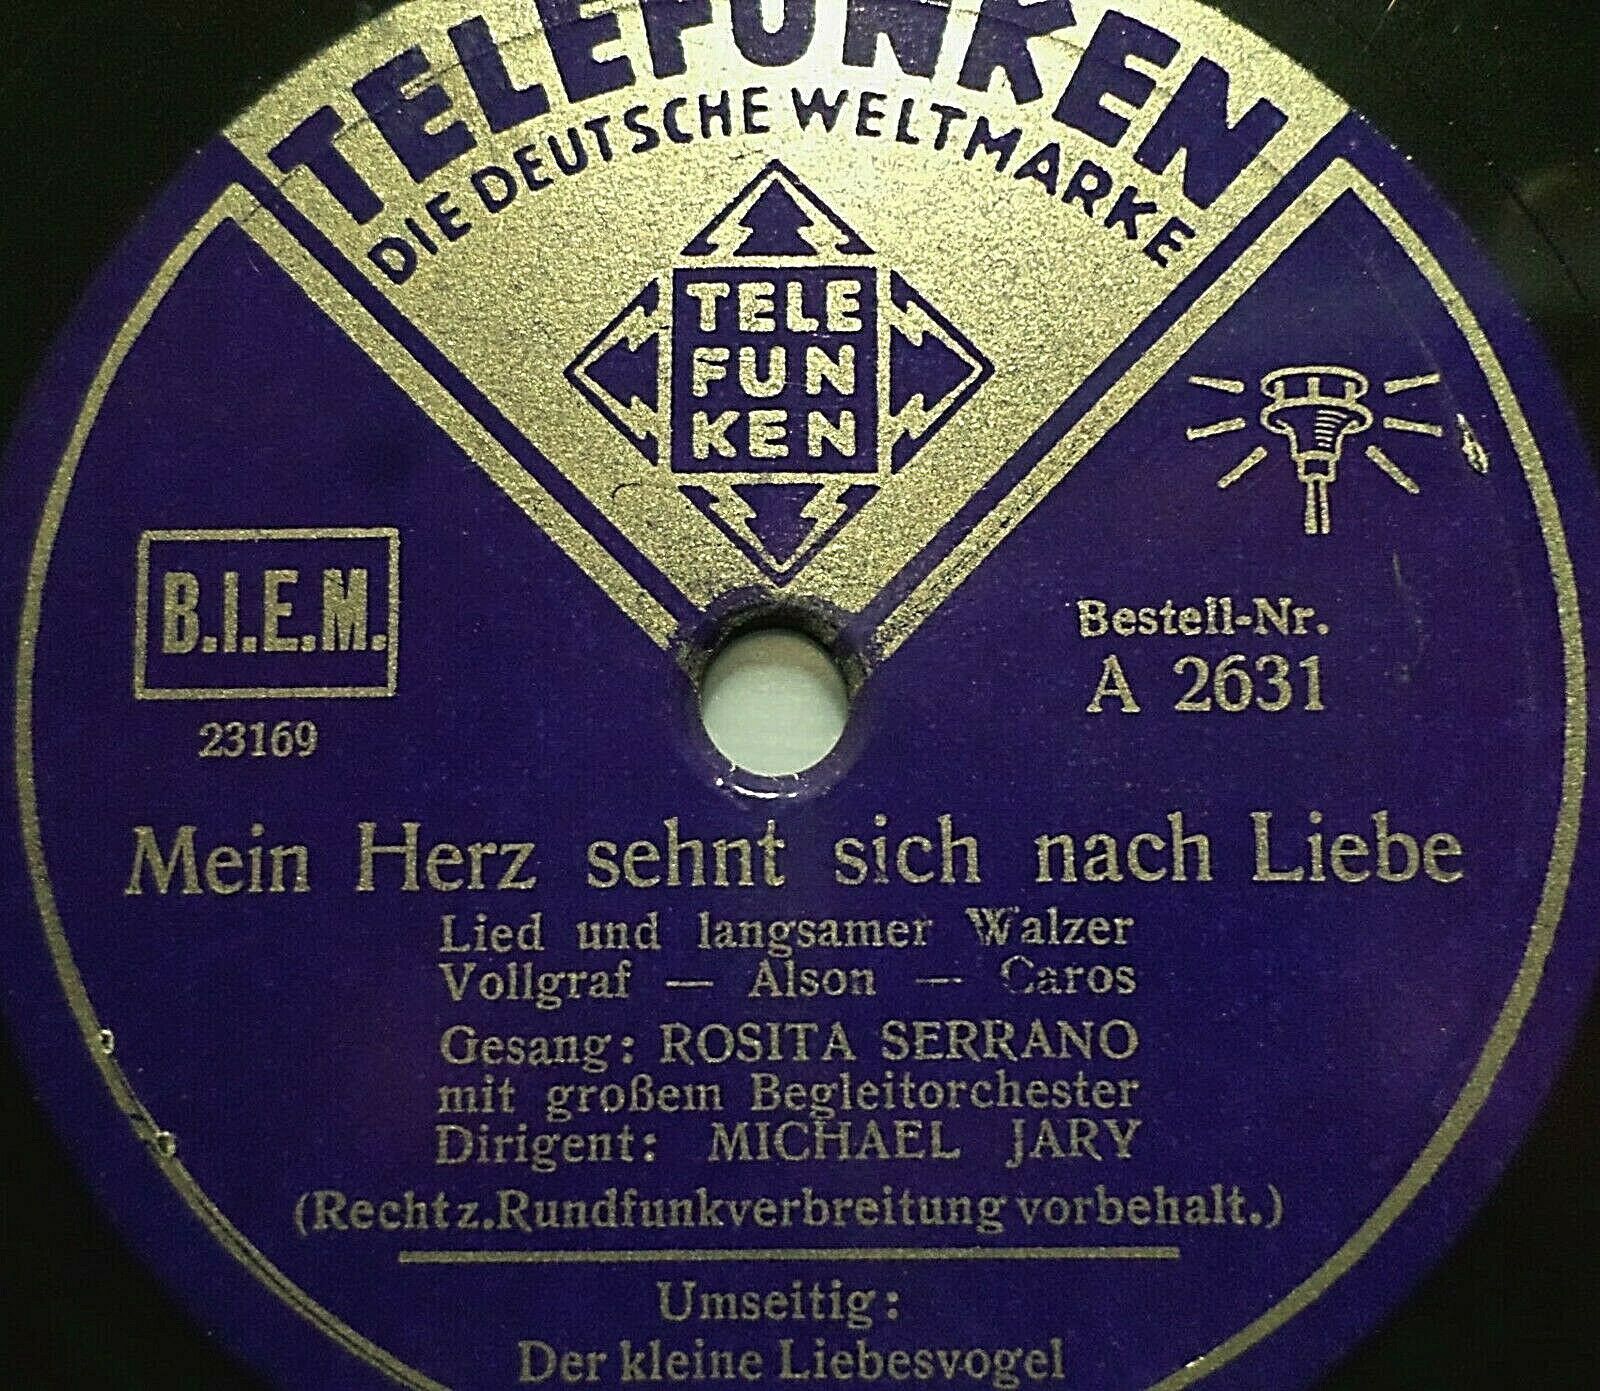 TELEFUNKEN
DIE DEUTSCHE WELTMARKE
TELE
FUN
KEN
B.I.E.M.
23169
Bestell-Nr.
A 2631
Mein Herz sehnt sich nach Liebe
Lied und langsamer Walzer
Vollgraf — Alson — Caros
Gesang: ROSITA SERRANO
mit großem Begleitorchester
Dirigent: MICHAEL JARY
(Recht z.Rundfunkverbreitung vorbehalt.)
Umseitig:
Der kleine Liebesvogel